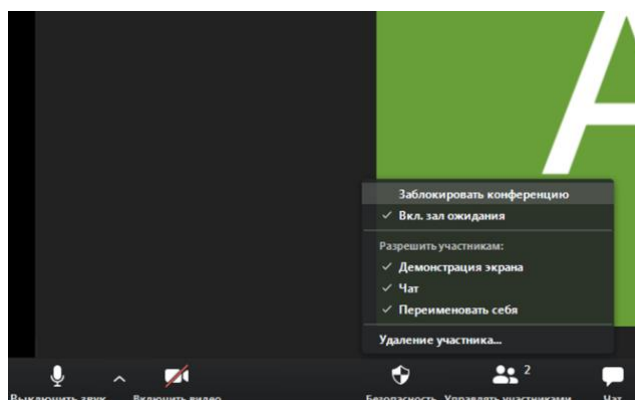 A
Заблокировать конференцию
Вкл. зал ожидания
Разрешить участникам:
Демонстрация экрана
Чат
Переименовать себя
Удаление участника...
2
Выключить звук Включить видео Безопасность Управлять участниками Чат